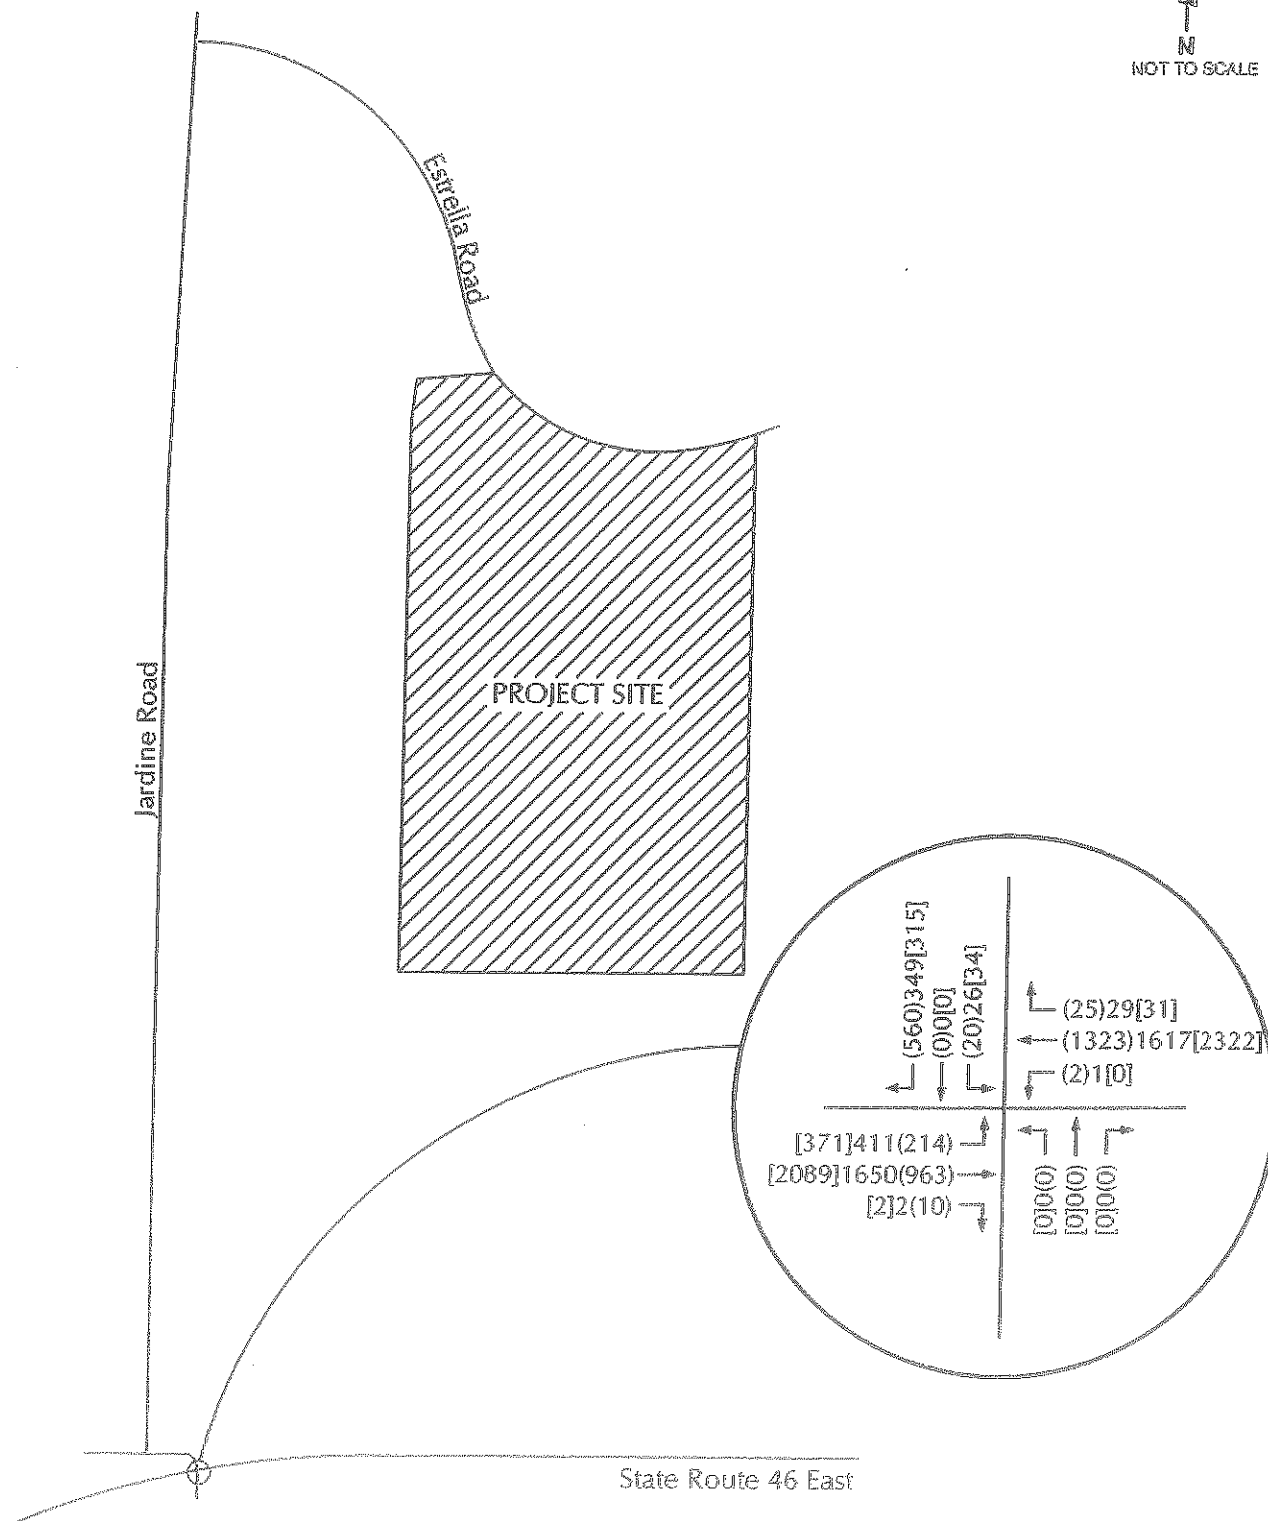 N
NOT TO SCALE
Estrella Road
PROJECT SITE
Jardine Road
(560)349[315]
(0)0[0]
(20)26[34]
(25)29[31]
(1323)1617[2322]
(2)1[0]
[371]411(214)
[2089]1650(963)
[2]2(10)
[0]0(0)
[0]0(0)
[0]0(0)
State Route 46 East